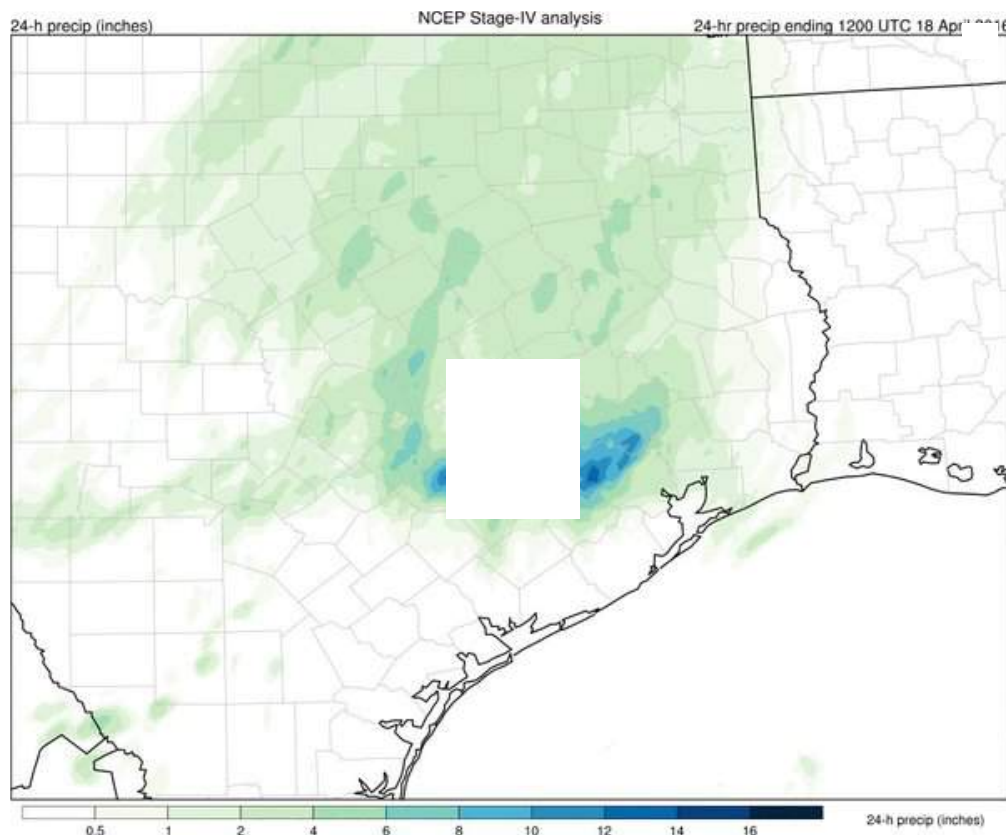 NCEP Stage-IV analysis
24-h precip (inches) 24-hr precip ending 1200 UTC 18 April
0.5 1 2 4 6 8 10 12 14 16 24-h precip (inches)